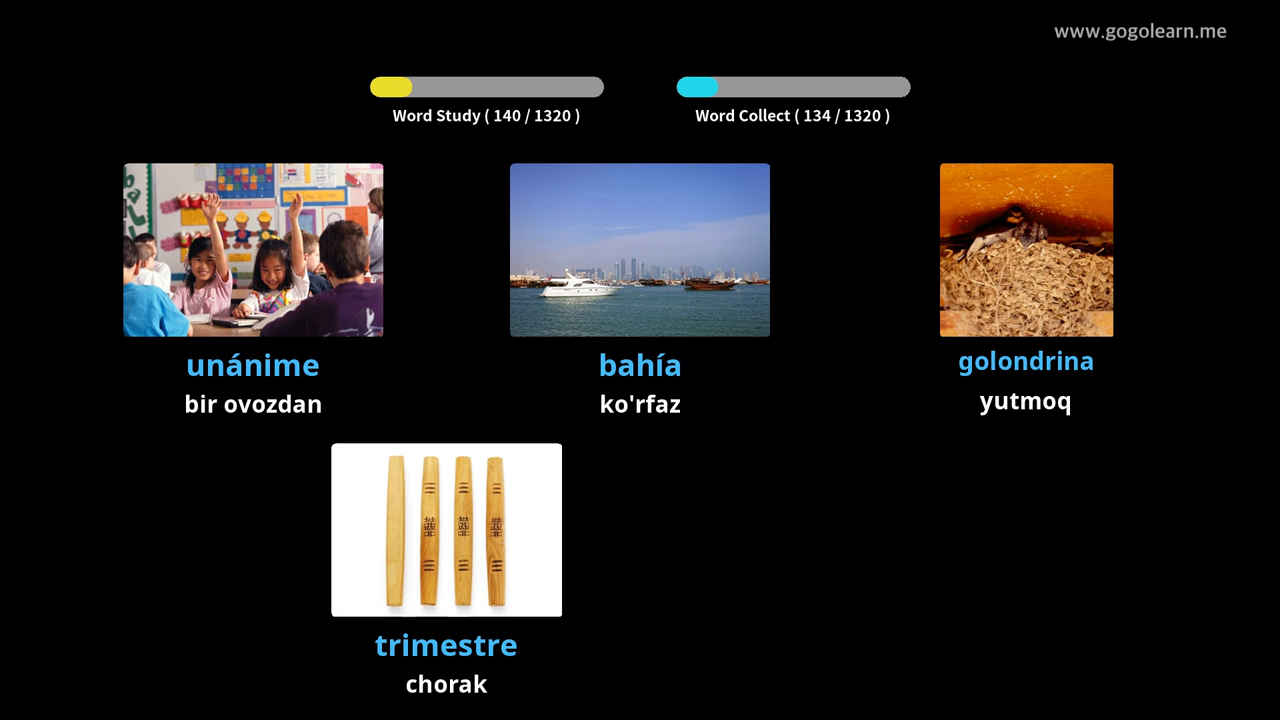 www.gogolearn.me
Word Study ( 140 / 1320 )
Word Collect ( 134 / 1320 )
unánime
bir ovozdan
bahía
ko'rfaz
golondrina
yutmoq
trimestre
chorak